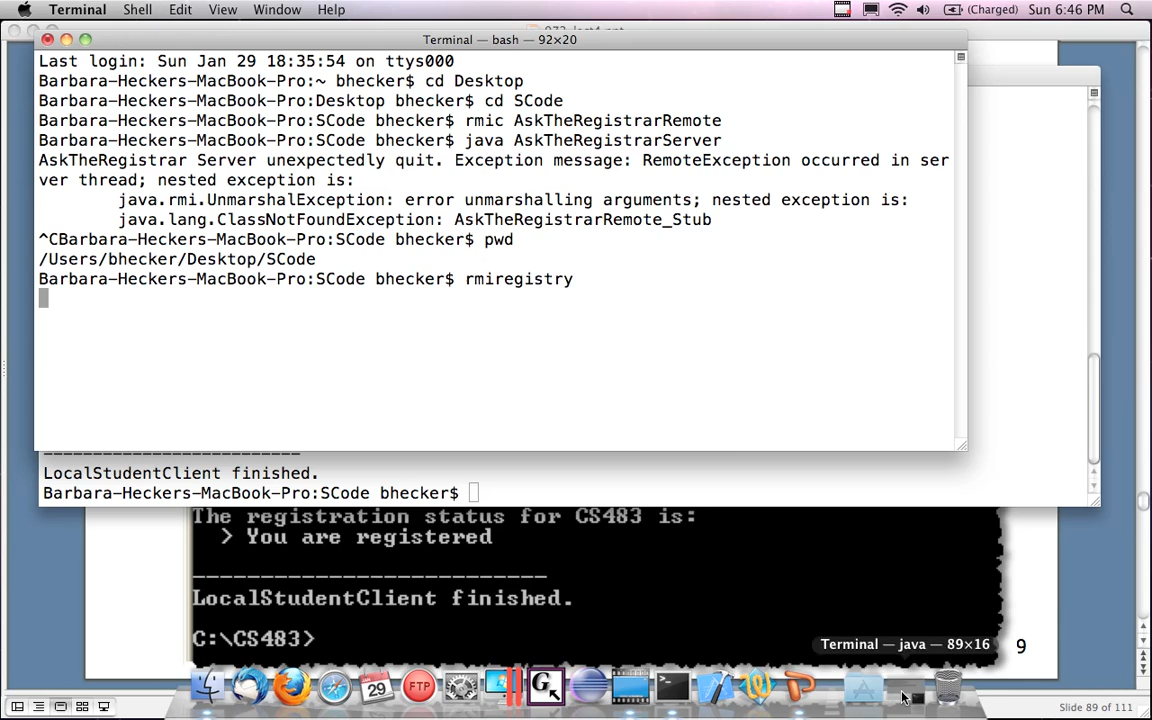 Terminal Shell Edit View Window Help (Charged) Sun 6:46 PM
Terminal — bash — 92×20
Last login: Sun Jan 29 18:35:54 on ttys000
Barbara-Heckers-MacBook-Pro:~ bhecker$ cd Desktop
Barbara-Heckers-MacBook-Pro:Desktop bhecker$ cd SCode
Barbara-Heckers-MacBook-Pro:SCode bhecker$ rmic AskTheRegistrarRemote
Barbara-Heckers-MacBook-Pro:SCode bhecker$ java AskTheRegistrarServer
AskTheRegistrar Server unexpectedly quit. Exception message: RemoteException occurred in ser
ver thread; nested exception is:
java.rmi.UnmarshalException: error unmarshalling arguments; nested exception is:
java.lang.ClassNotFoundException: AskTheRegistrarRemote_Stub
^CBarbara-Heckers-MacBook-Pro:SCode bhecker$ pwd
/Users/bhecker/Desktop/SCode
Barbara-Heckers-MacBook-Pro:SCode bhecker$ rmiregistry
LocalStudentClient finished.
Barbara-Heckers-MacBook-Pro:SCode bhecker$
The registration status for CS483 is:
> You are registered
LocalStudentClient finished.
C:\CS483>
Terminal — java — 89×16
9
29
FTP
Slide 89 of 111